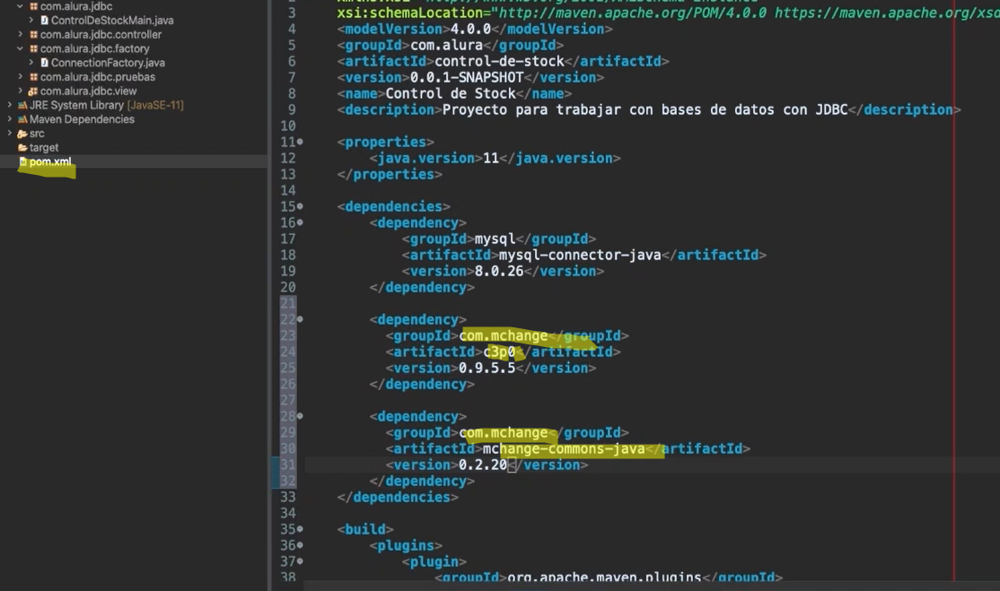 com.alura.jdbc
ControlDeStockMain.java
com.alura.jdbc.controller
com.alura.jdbc.factory
ConnectionFactory.java
com.alura.jdbc.pruebas
com.alura.jdbc.view
JRE System Library [JavaSE-11]
Maven Dependencies
src
target
pom.xml
3 xsi:schemaLocation="http://maven.apache.org/POM/4.0.0 https://maven.apache.org/xsd
4 <modelVersion>4.0.0</modelVersion>
5 <groupId>com.alura</groupId>
6 <artifactId>control-de-stock</artifactId>
7 <version>0.0.1-SNAPSHOT</version>
8 <name>Control de Stock</name>
9 <description>Proyecto para trabajar con bases de datos con JDBC</description>
10
11 <properties>
12 <java.version>11</java.version>
13 </properties>
14
15 <dependencies>
16 <dependency>
17 <groupId>mysql</groupId>
18 <artifactId>mysql-connector-java</artifactId>
19 <version>8.0.26</version>
20 </dependency>
21
22 <dependency>
23 <groupId>com.mchange</groupId>
24 <artifactId>c3p0</artifactId>
25 <version>0.9.5.5</version>
26 </dependency>
27
28 <dependency>
29 <groupId>com.mchange</groupId>
30 <artifactId>mchange-commons-java</artifactId>
31 <version>0.2.20</version>
32 </dependency>
33 </dependencies>
34
35 <build>
36 <plugins>
37 <plugin>
38 <groupId>org.apache.maven.plugins</groupId>